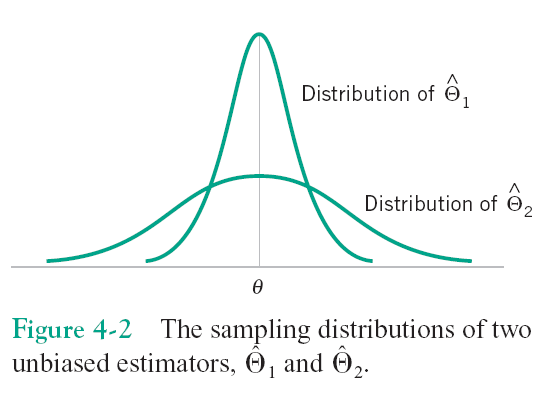 Distribution of Θ̂₁
Distribution of Θ̂₂
θ
Figure 4-2 The sampling distributions of two
unbiased estimators, Θ̂₁ and Θ̂₂.